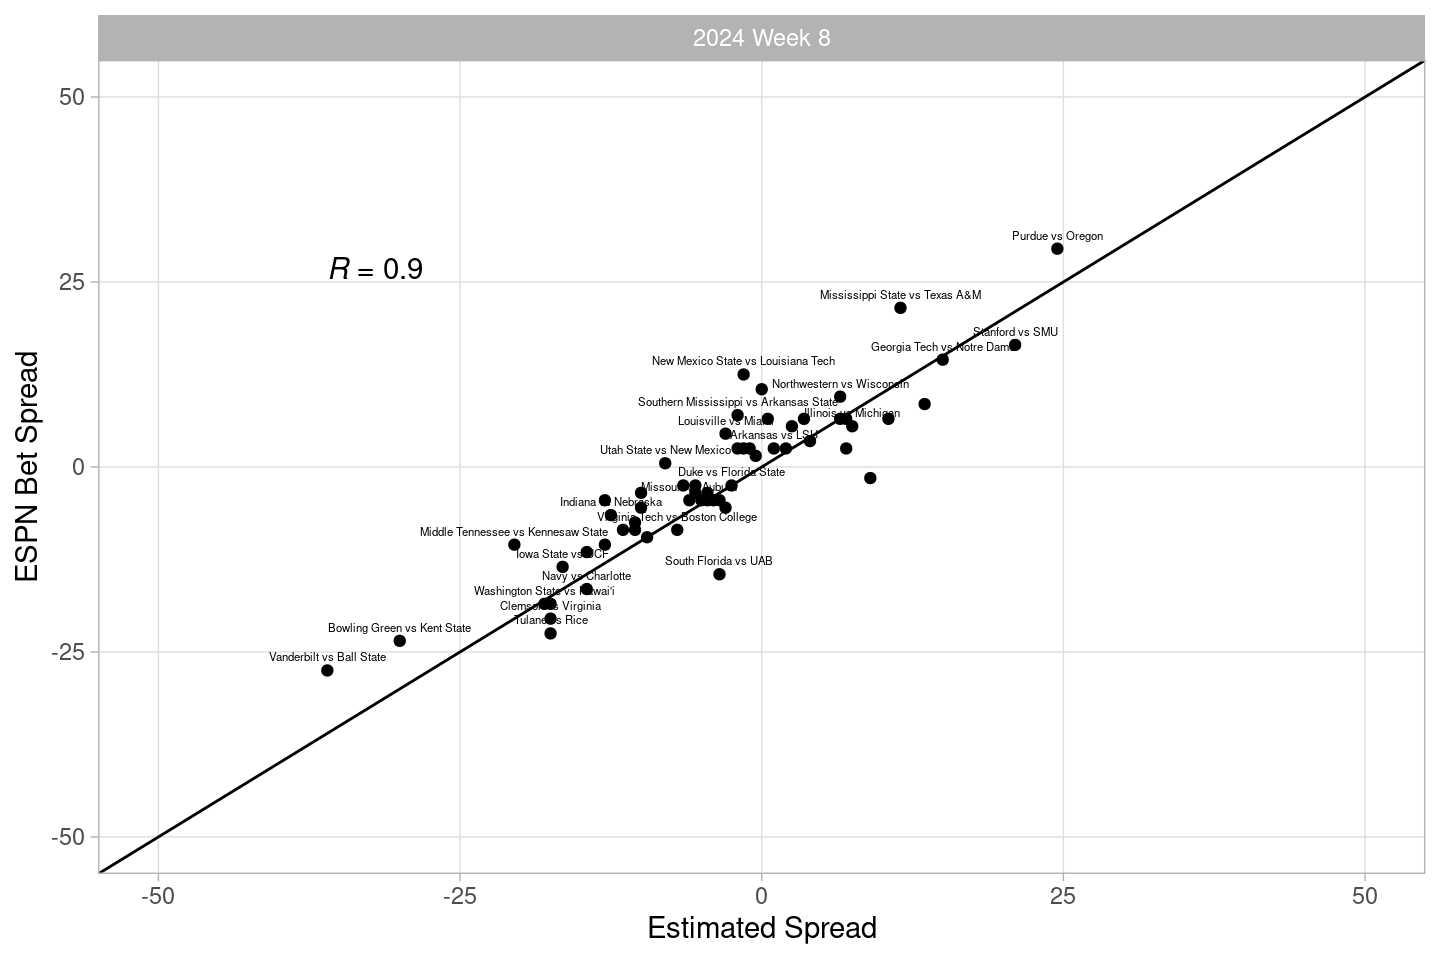 2024 Week 8
50
25
0
-25
-50
ESPN Bet Spread
R = 0.9
Purdue vs Oregon
Mississippi State vs Texas A&M
Stanford vs SMU
Georgia Tech vs Notre Dame
New Mexico State vs Louisiana Tech
Northwestern vs Wisconsin
Southern Mississippi vs Arkansas State
Illinois vs Michigan
Louisville vs Miami
Arkansas vs LSU
Utah State vs New Mexico
Duke vs Florida State
Missouri vs Auburn
Indiana vs Nebraska
Virginia Tech vs Boston College
Middle Tennessee vs Kennesaw State
Iowa State vs UCF
South Florida vs UAB
Navy vs Charlotte
Washington State vs Hawai'i
Clemson vs Virginia
Tulane vs Rice
Bowling Green vs Kent State
Vanderbilt vs Ball State
-50
-25
0
25
50
Estimated Spread